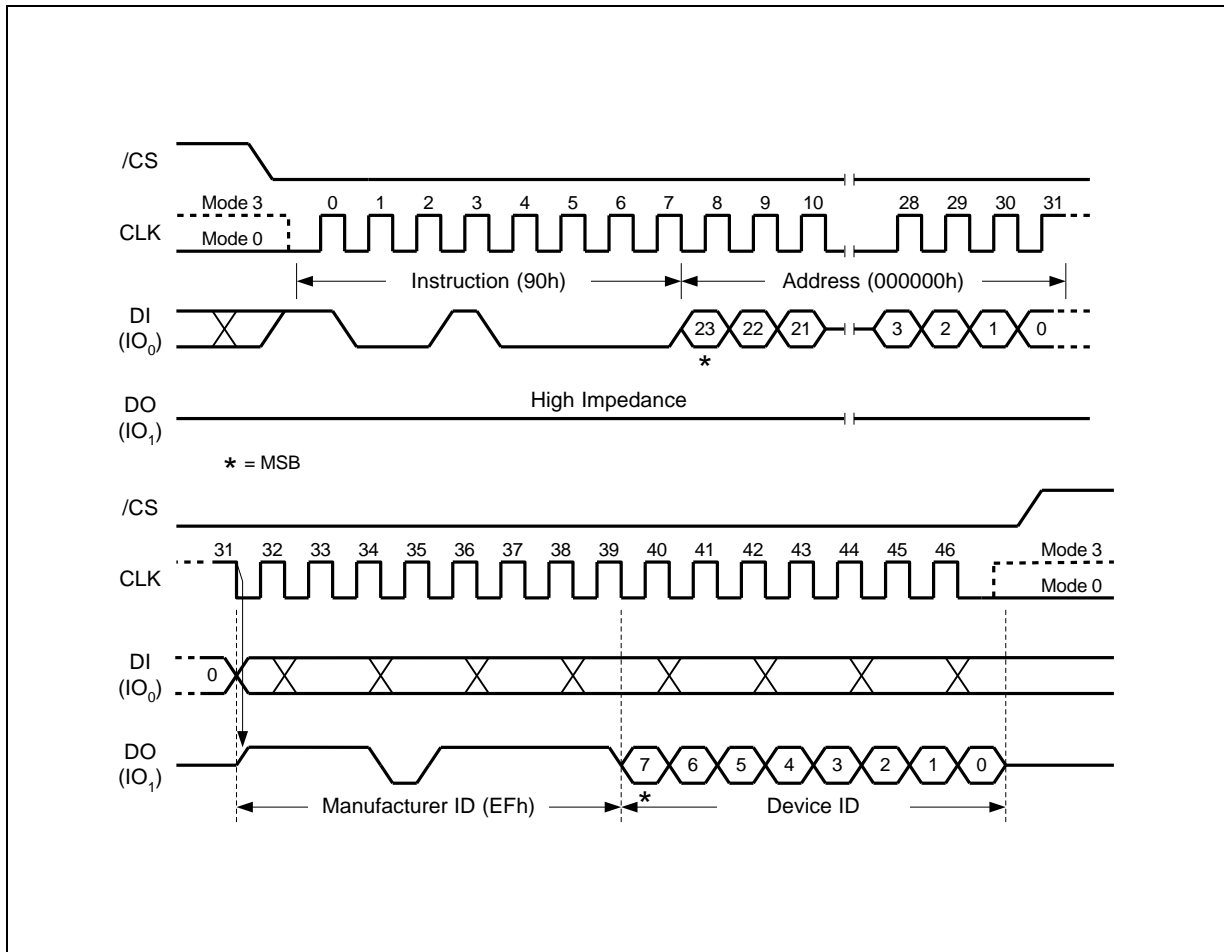 /CS
Mode 3 0 1 2 3 4 5 6 7 8 9 10 28 29 30 31
CLK
Mode 0
Instruction (90h) Address (000000h)
DI
(IO0) 23 22 21 3 2 1 0
*
High Impedance
DO
(IO1)
* = MSB
/CS
31 32 33 34 35 36 37 38 39 40 41 42 43 44 45 46 Mode 3
CLK
Mode 0
DI
(IO0) 0
DO
(IO1) 7 6 5 4 3 2 1 0
*
Manufacturer ID (EFh) Device ID